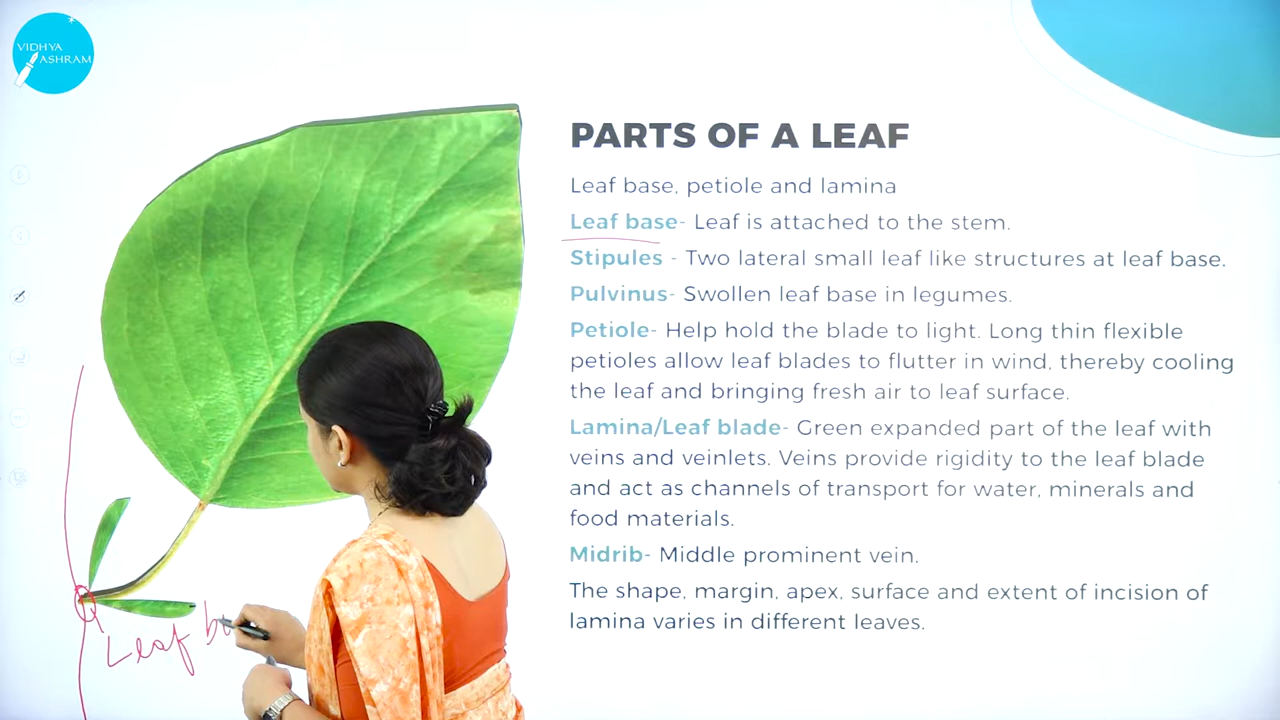 VIDHYA
ASHRAM
PARTS OF A LEAF
Leaf base, petiole and lamina
Leaf base- Leaf is attached to the stem.
Stipules - Two lateral small leaf like structures at leaf base.
Pulvinus- Swollen leaf base in legumes.
Petiole- Help hold the blade to light. Long thin flexible
petioles allow leaf blades to flutter in wind, thereby cooling
the leaf and bringing fresh air to leaf surface.
Lamina/Leaf blade- Green expanded part of the leaf with
veins and veinlets. Veins provide rigidity to the leaf blade
and act as channels of transport for water, minerals and
food materials.
Midrib- Middle prominent vein.
The shape, margin, apex, surface and extent of incision of
lamina varies in different leaves.
Leaf b